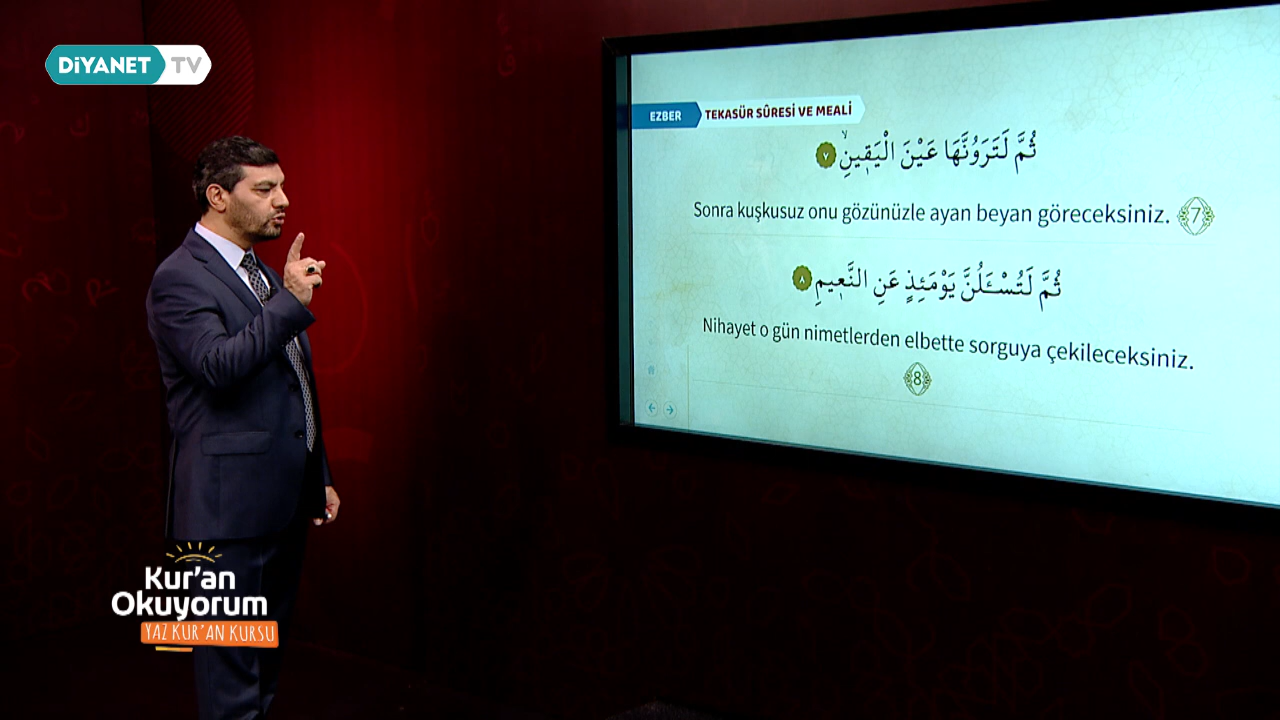 DİYANET TV
EZBER
TEKASÜR SÛRESİ VE MEALİ
ثُمَّ لَتَرَوُنَّهَا عَيْنَ الْيَق۪ينِۙ ٧
Sonra kuşkusuz onu gözünüzle ayan beyan göreceksiniz. 7
ثُمَّ لَتُسْـَٔلُنَّ يَوْمَئِذٍ عَنِ النَّع۪يمِ ٨
Nihayet o gün nimetlerden elbette sorguya çekileceksiniz.
8
Kur'an
Okuyorum
YAZ KUR'AN KURSU